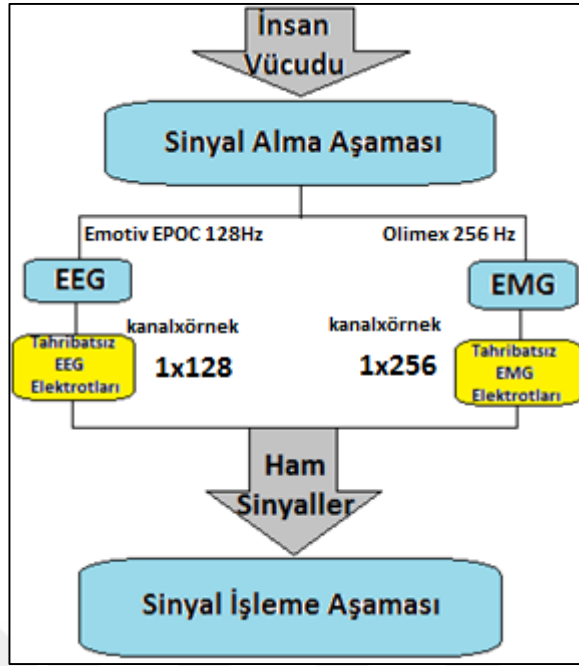 İnsan
Vücudu
Sinyal Alma Aşaması
Emotiv EPOC 128Hz
Olimex 256 Hz
EEG
EMG
kanalxörnek
kanalxörnek
Tahribatsız
EEG
Elektrotları
1x128
1x256
Tahribatsız
EMG
Elektrotları
Ham
Sinyaller
Sinyal İşleme Aşaması